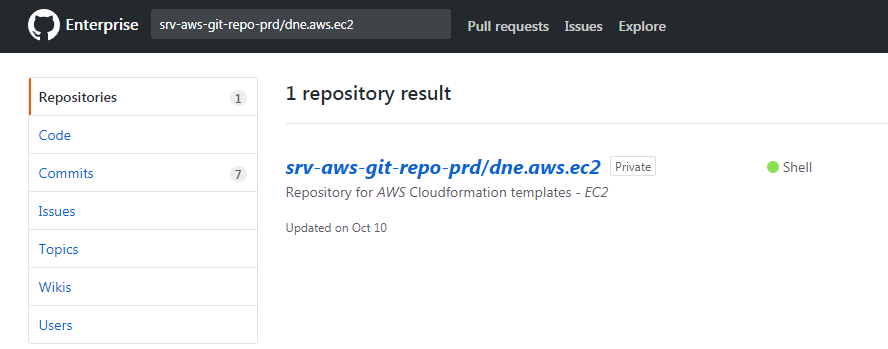 Enterprise srv-aws-git-repo-prd/dne.aws.ec2 Pull requests Issues Explore
Repositories 1
Code
Commits 7
Issues
Topics
Wikis
Users
1 repository result
srv-aws-git-repo-prd/dne.aws.ec2 Private Shell
Repository for AWS Cloudformation templates - EC2
Updated on Oct 10